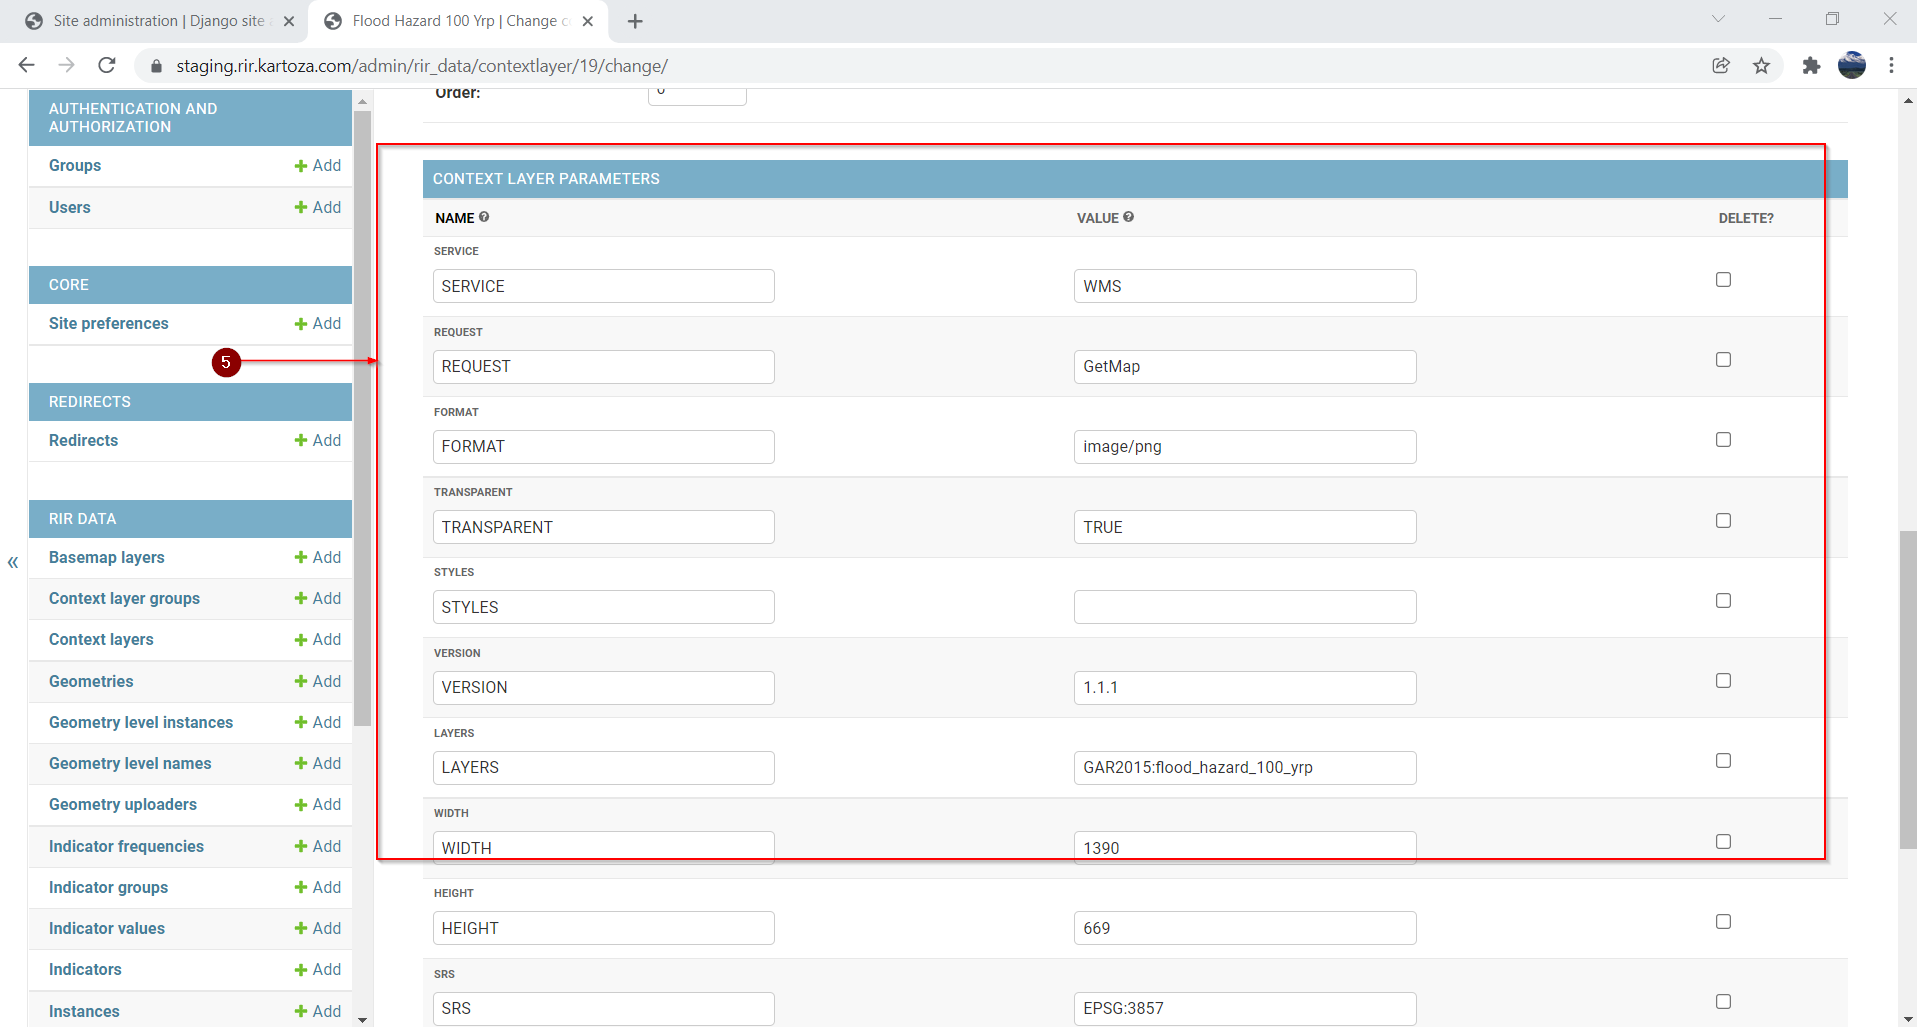 Site administration | Django site a
Flood Hazard 100 Yrp | Change c
staging.rir.kartoza.com/admin/rir_data/contextlayer/19/change/
AUTHENTICATION AND
AUTHORIZATION
Groups Add
Users Add
CORE
Site preferences Add
5
REDIRECTS
Redirects Add
RIR DATA
«
Basemap layers Add
Context layer groups Add
Context layers Add
Geometries Add
Geometry level instances Add
Geometry level names Add
Geometry uploaders Add
Indicator frequencies Add
Indicator groups Add
Indicator values Add
Indicators Add
Instances Add
Order: 0
CONTEXT LAYER PARAMETERS
NAME ? VALUE ? DELETE?
SERVICE
SERVICE WMS
REQUEST
REQUEST GetMap
FORMAT
FORMAT image/png
TRANSPARENT
TRANSPARENT TRUE
STYLES
STYLES
VERSION
VERSION 1.1.1
LAYERS
LAYERS GAR2015:flood_hazard_100_yrp
WIDTH
WIDTH 1390
HEIGHT
HEIGHT 669
SRS
SRS EPSG:3857